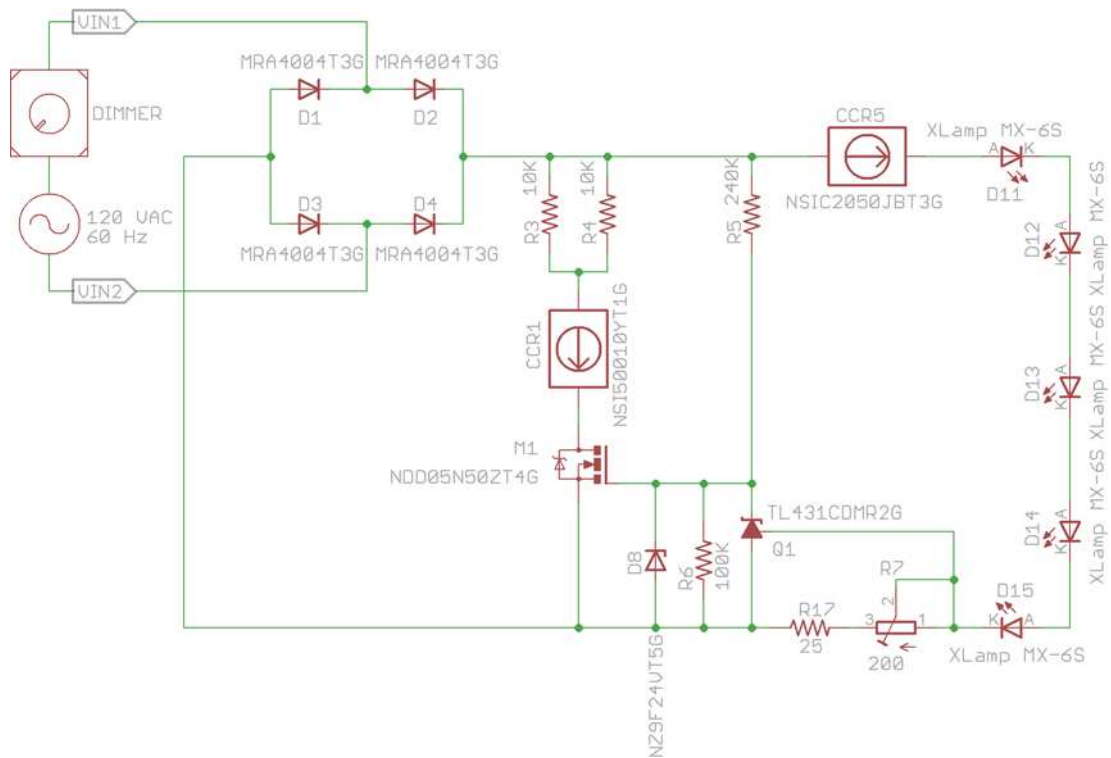 VIN1
MRA4004T3G MRA4004T3G
D1 D2
DIMMER
120 VAC
60 Hz
D3 D4
MRA4004T3G MRA4004T3G
VIN2
10K
R3
10K
R4
240K
R5
CCR5
NSIC2050JBT3G
XLamp MX-6S
A K
D11
D12
A
K
XLamp MX-6S
CCR1
NSI50010YT1G
D13
A
K
XLamp MX-6S
M1
NDD05N50ZT4G
TL431CDMR2G
Q1
D14
A
K
XLamp MX-6S
D8
NZ9F24VT5G
R6
100K
R17
25
R7
2
3 1
200
D15
K A
XLamp MX-6S